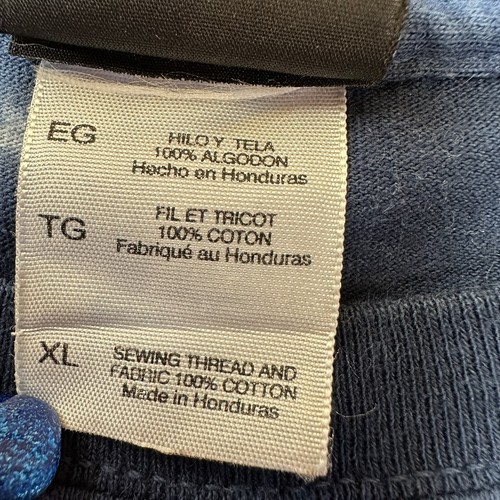 EG
HILO Y TELA
100% ALGODON
Hacho en Honduras
TG
FIL ET TRICOT
100% COTON
Fabriqué au Honduras
XL
SEWING THREAD AND
FABRIC 100% COTTON
Made in Honduras